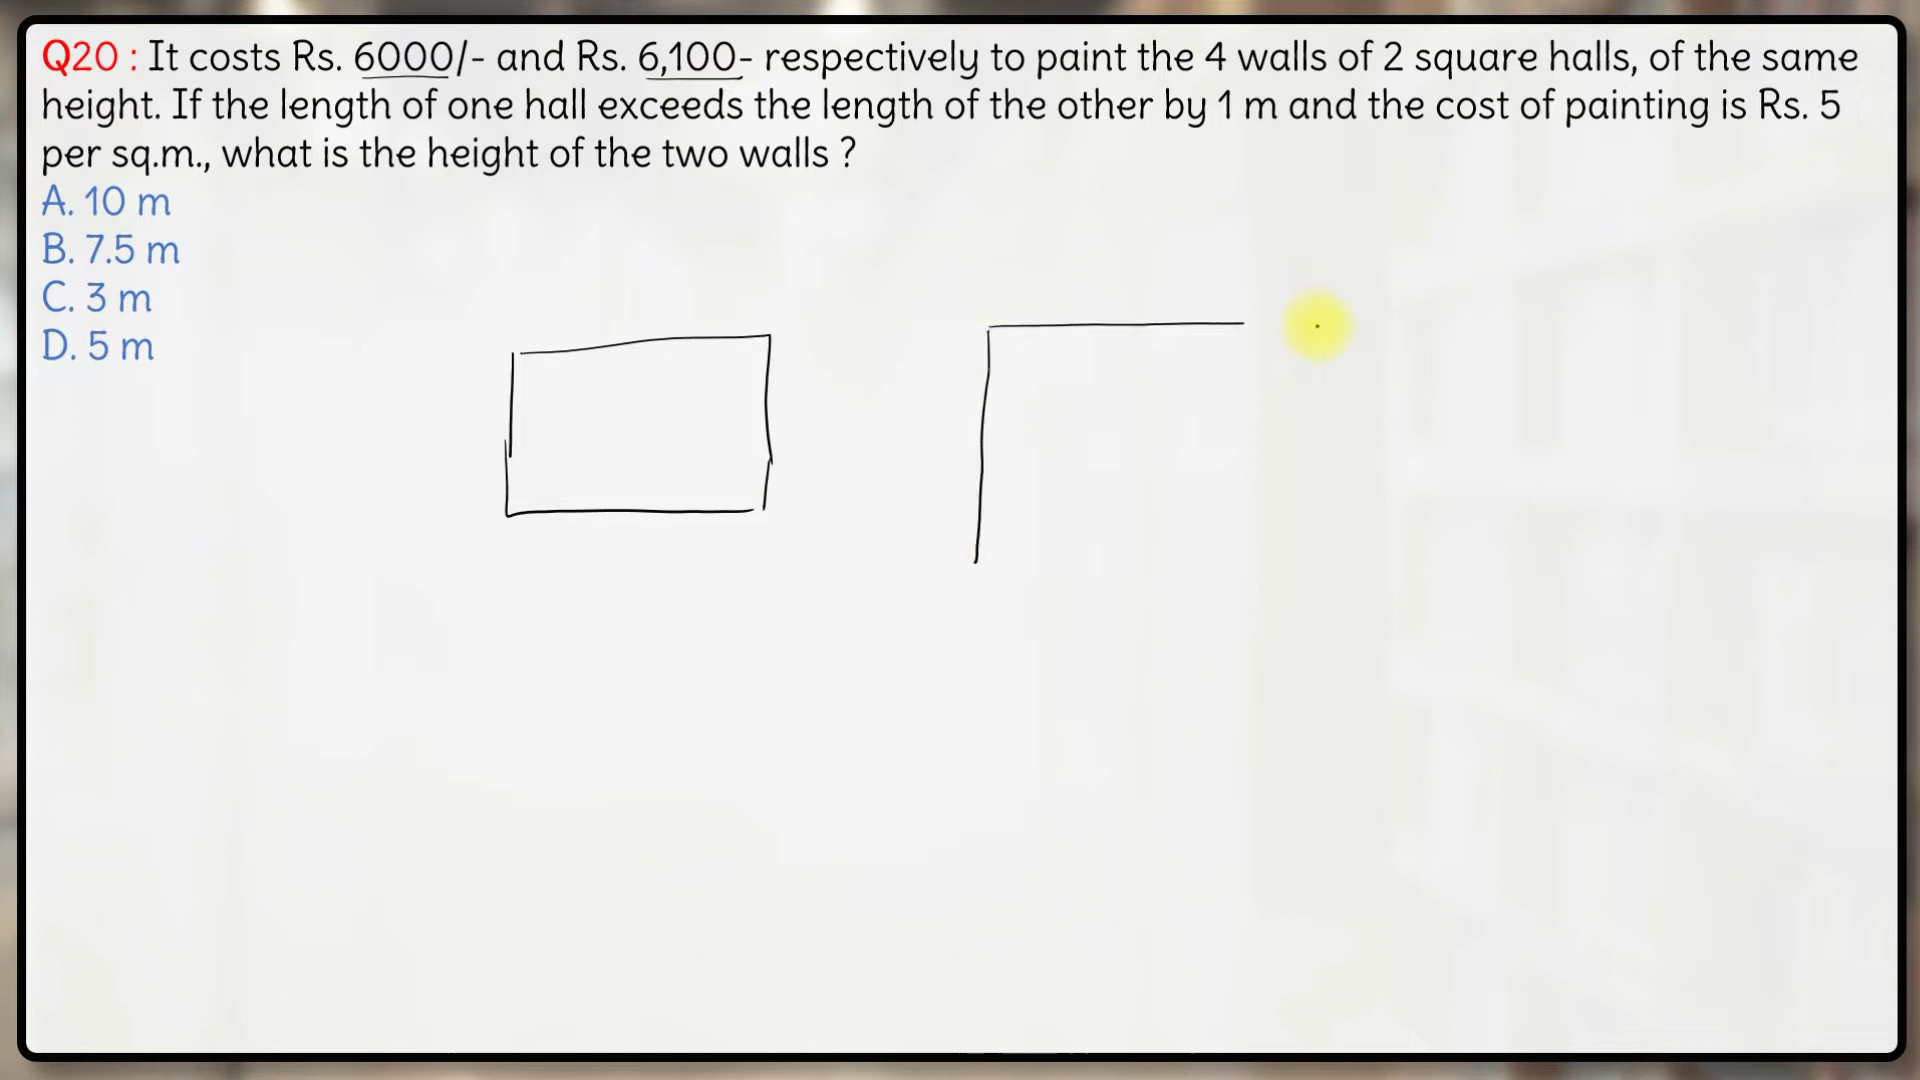 Q20 : It costs Rs. 6000/- and Rs. 6,100- respectively to paint the 4 walls of 2 square halls, of the same
height. If the length of one hall exceeds the length of the other by 1 m and the cost of painting is Rs. 5
per sq.m., what is the height of the two walls ?
A. 10 m
B. 7.5 m
C. 3 m
D. 5 m